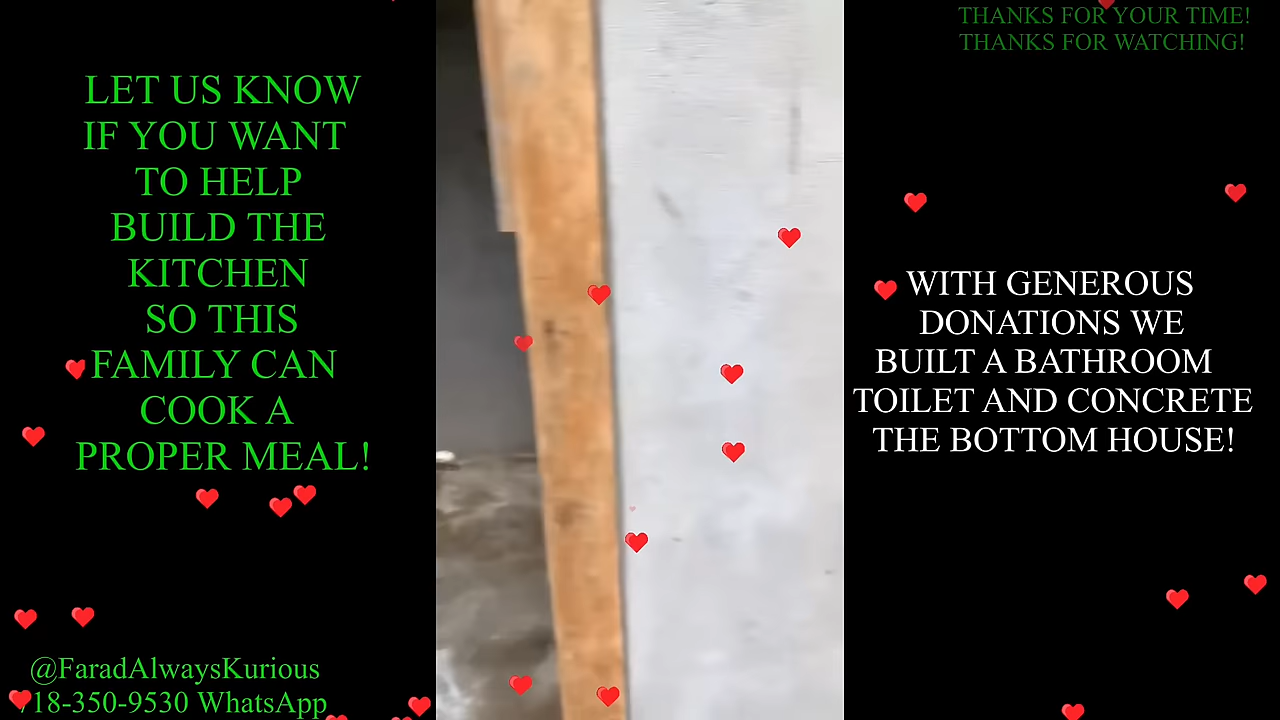 LET US KNOW
IF YOU WANT
TO HELP
BUILD THE
KITCHEN
SO THIS
FAMILY CAN
COOK A
PROPER MEAL!
@FaradAlwaysKurious
18-350-9530 WhatsApp
THANKS FOR YOUR TIME!
THANKS FOR WATCHING!
WITH GENEROUS
DONATIONS WE
BUILT A BATHROOM
TOILET AND CONCRETE
THE BOTTOM HOUSE!